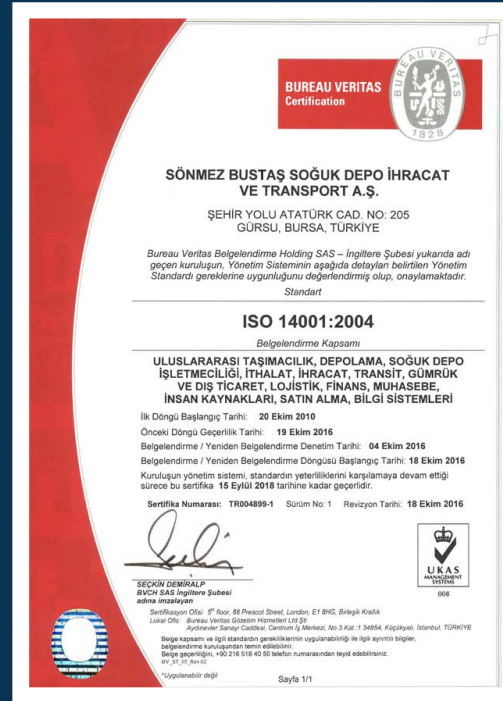 BUREAU VERITAS
Certification
BUREAU VERITAS
1828
SÖNMEZ BUSTAŞ SOĞUK DEPO İHRACAT
VE TRANSPORT A.Ş.
ŞEHİR YOLU ATATÜRK CAD. NO: 205
GÜRSU, BURSA, TÜRKİYE
Bureau Veritas Belgelendirme Holding SAS – İngiltere Şubesi yukarıda adı
geçen kuruluşun, Yönetim Sisteminin aşağıda detayları belirtilen Yönetim
Standardı gereklerine uygunluğunu değerlendirmiş olup, onaylamaktadır.
Standart
ISO 14001:2004
Belgelendirme Kapsamı
ULUSLARARASI TAŞIMACILIK, DEPOLAMA, SOĞUK DEPO
İŞLETMECİLİĞİ, İTHALAT, İHRACAT, TRANSİT, GÜMRÜK
VE DIŞ TİCARET, LOJİSTİK, FİNANS, MUHASEBE,
İNSAN KAYNAKLARI, SATIN ALMA, BİLGİ SİSTEMLERİ
İlk Döngü Başlangıç Tarihi: 20 Ekim 2010
Önceki Döngü Geçerlilik Tarihi: 19 Ekim 2016
Belgelendirme / Yeniden Belgelendirme Denetim Tarihi: 04 Ekim 2016
Belgelendirme / Yeniden Belgelendirme Döngüsü Başlangıç Tarihi: 18 Ekim 2016
Kuruluşun yönetim sistemi, standardın yeterliliklerini karşılamaya devam ettiği
sürece bu sertifika 15 Eylül 2018 tarihine kadar geçerlidir.
Sertifika Numarası: TR004899-1 Sürüm No: 1 Revizyon Tarihi: 18 Ekim 2016
SEÇKİN DEMİRALP
BVCH SAS İngiltere Şubesi
adına imzalayan
UKAS
MANAGEMENT
SYSTEMS
008
Sertifikasyon Ofisi: 5th floor, 66 Prescot Street, London, E1 8HG, Birleşik Krallık
Lokal Ofis: Bureau Veritas Gözetim Hizmetleri Ltd Şti
Aydınevler Sanayi Caddesi, Centrum İş Merkezi, No.3 Kat.:1 34854, Küçükyalı, İstanbul, TÜRKİYE
Belge kapsamı ve ilgili standardın gerekliliklerinin uygulanabilirliği ile ilgili ayrıntılı bilgiler,
belgelendirme kuruluşundan temin edilebilinir.
Belge geçerliliğini, +90 216 518 40 50 telefon numarasından teyid edebilirsiniz.
BV_ST_05_Rev.02
*Uygulanabilir değil
Sayfa 1/1